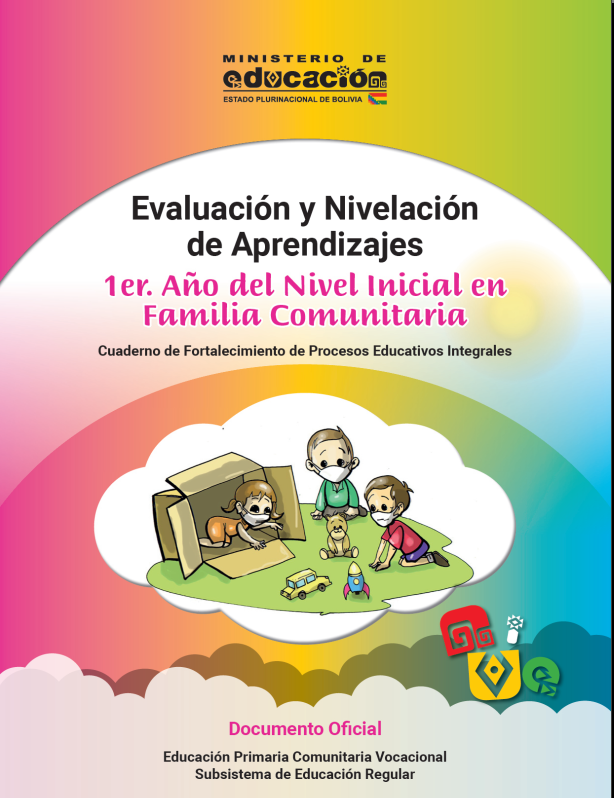 MINISTERIO DE
educación
ESTADO PLURINACIONAL DE BOLIVIA
Evaluación y Nivelación
de Aprendizajes
1er. Año del Nivel Inicial en
Familia Comunitaria
Cuaderno de Fortalecimiento de Procesos Educativos Integrales
Documento Oficial
Educación Primaria Comunitaria Vocacional
Subsistema de Educación Regular